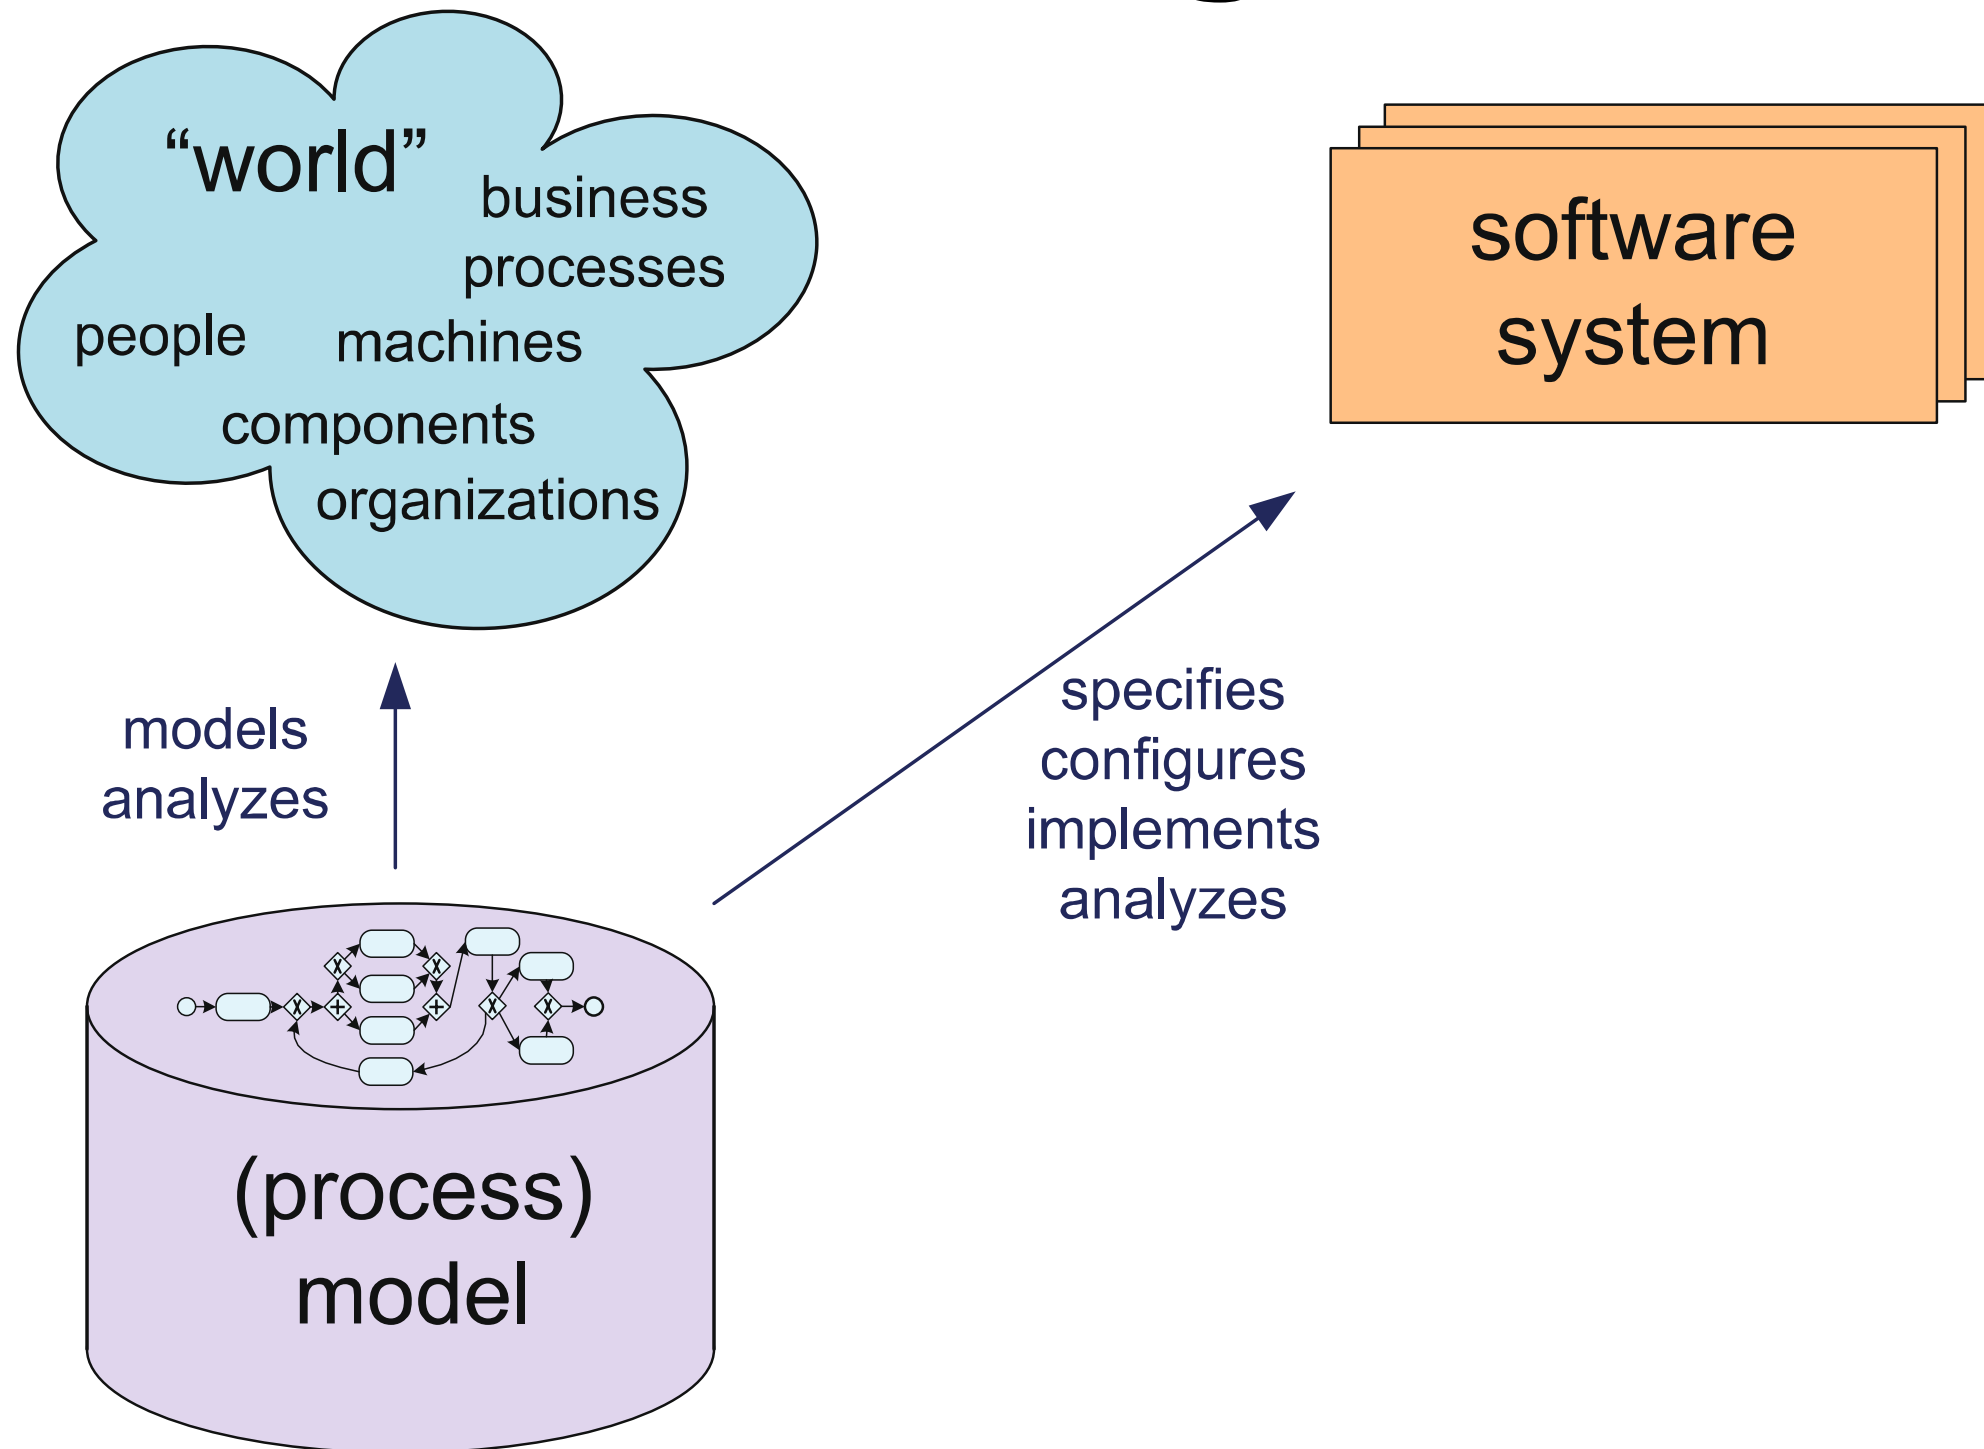 “world”
business
processes
people
machines
components
organizations
software
system
models
analyzes
specifies
configures
implements
analyzes
(process)
model